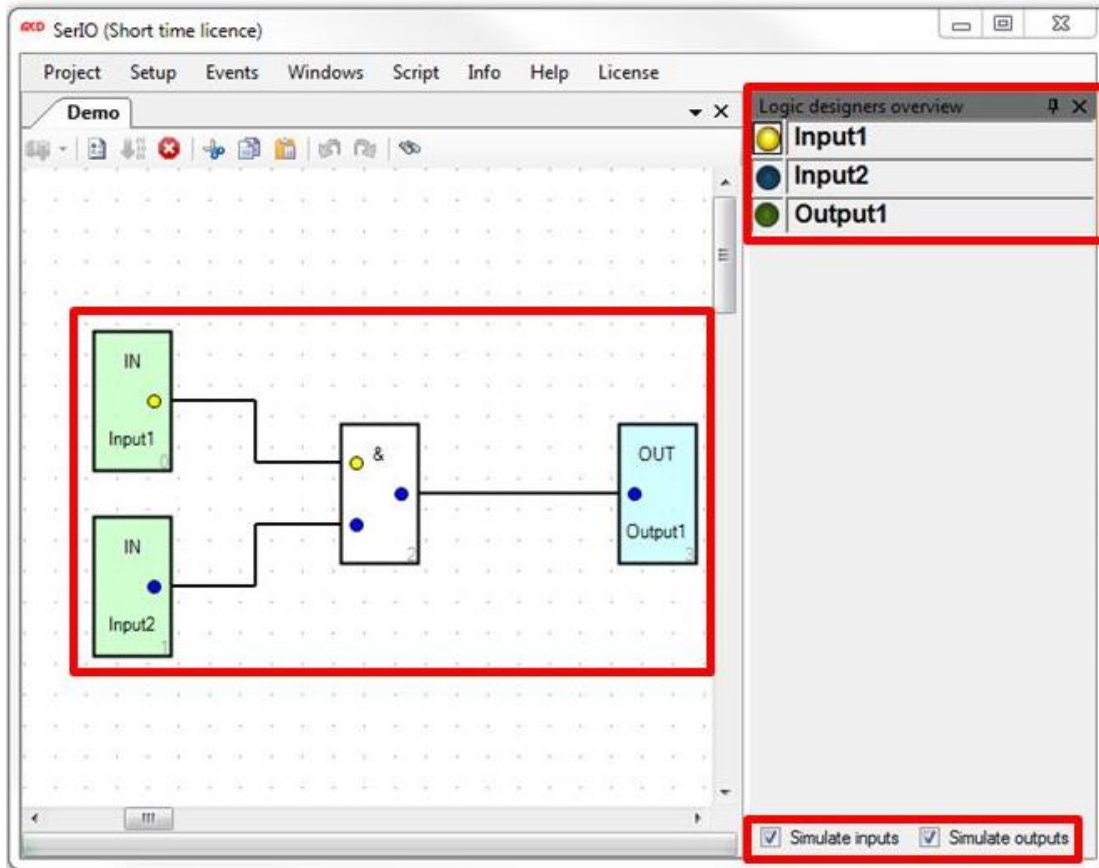 SerIO (Short time licence)
Project Setup Events Windows Script Info Help License
Demo
Logic designers overview
Input1
Input2
Output1
IN
Input1
0
&
2
OUT
Output1
3
IN
Input2
1
Simulate inputs Simulate outputs